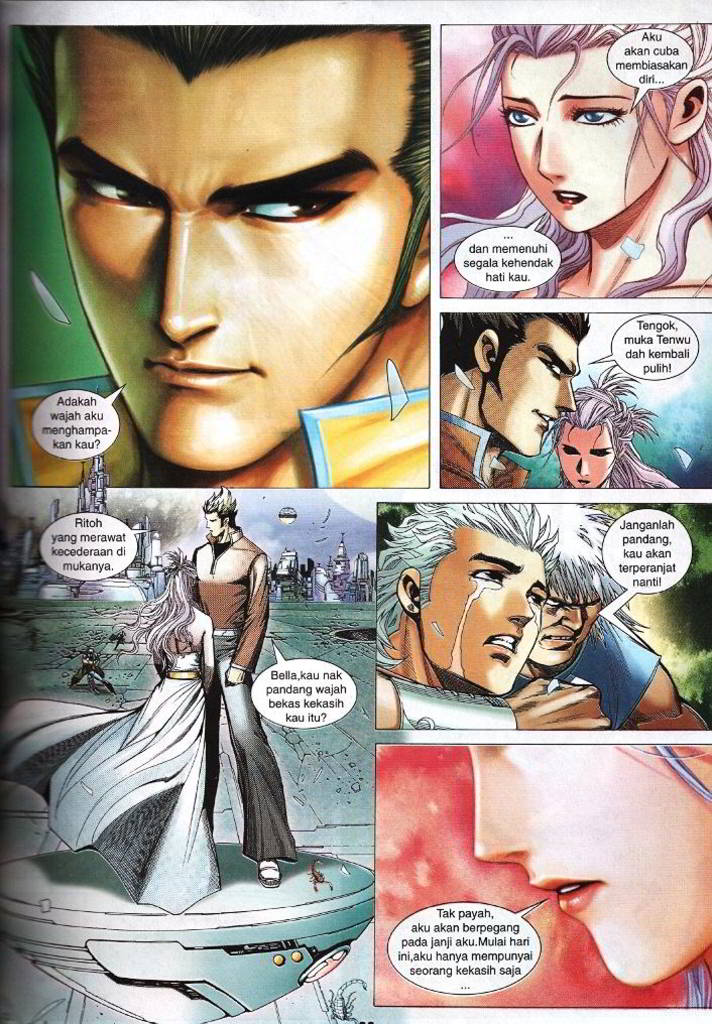 Adakah
wajah aku
menghampa-
kan kau?
Aku
akan cuba
membiasakan
diri...
...
dan memenuhi
segala kehendak
hati kau.
Tengok,
muka Tenwu
dah kembali
pulih!
Ritoh
yang merawat
kecederaan di
mukanya.
Bella,kau nak
pandang wajah
bekas kekasih
kau itu?
Janganlah
pandang,
kau akan
terperanjat
nanti!
Tak payah,
aku akan berpegang
pada janji aku.Mulai hari
ini,aku hanya mempunyai
seorang kekasih saja
...